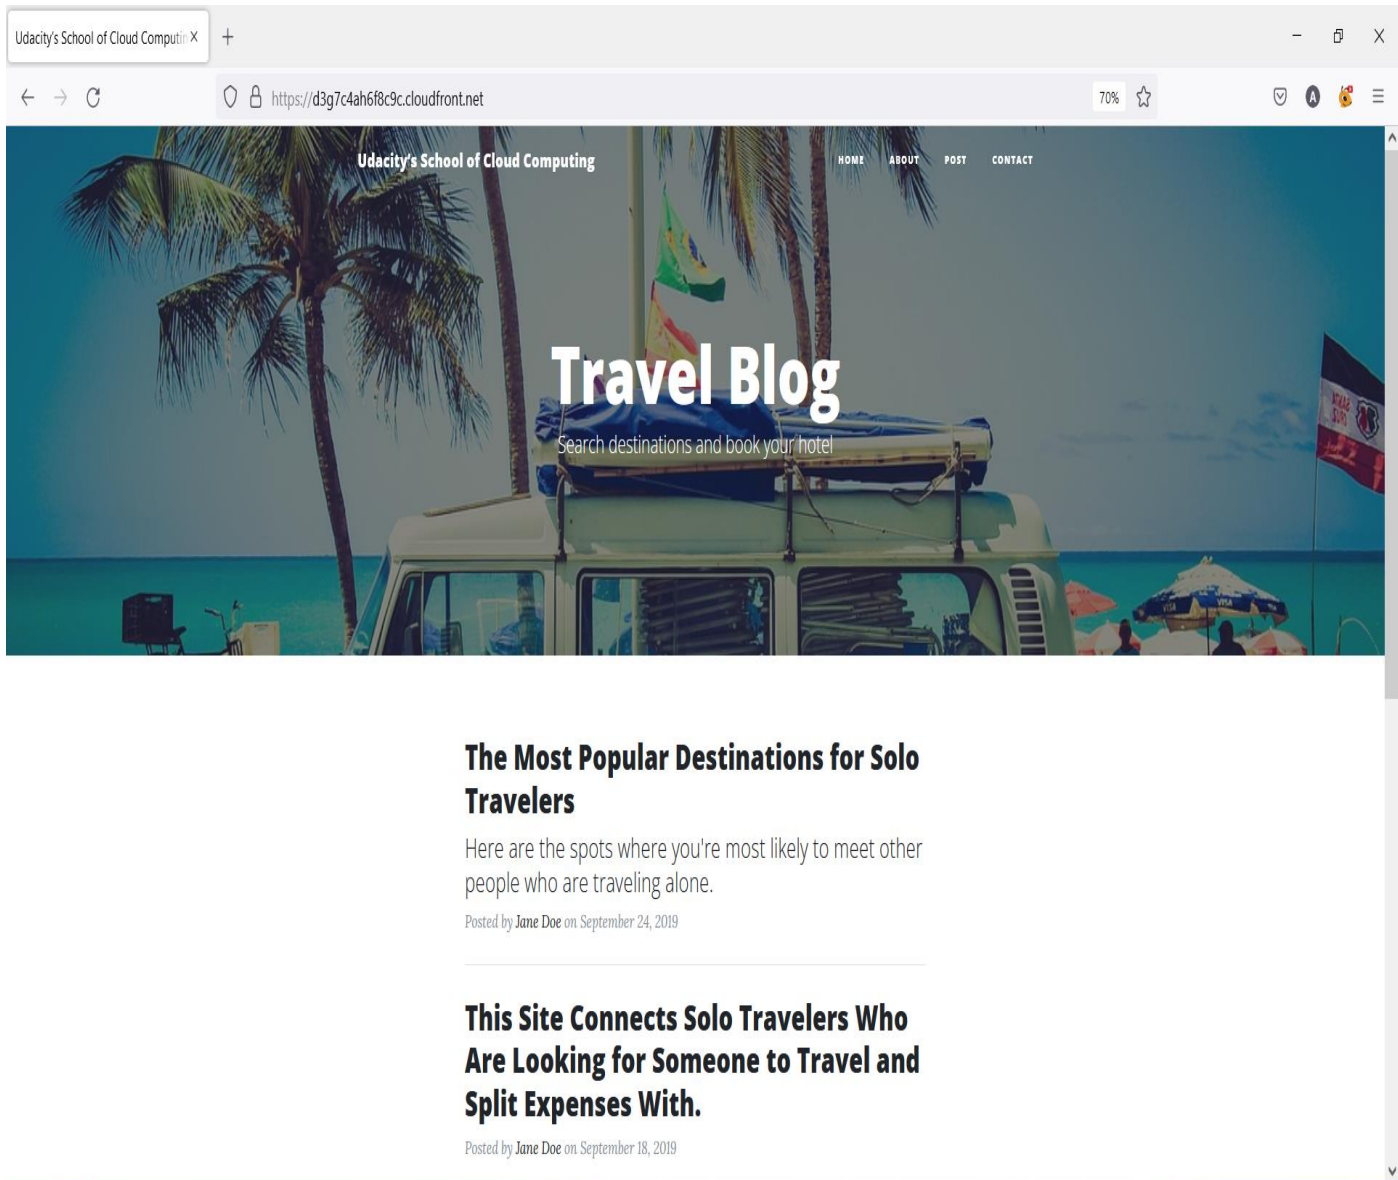 Udacity's School of Cloud Computin
https://d3g7c4ah6f8c9c.cloudfront.net
70%
A
Udacity's School of Cloud Computing
HOME ABOUT POST CONTACT
Travel Blog
Search destinations and book your hotel
VISA
VISA
The Most Popular Destinations for Solo
Travelers
Here are the spots where you're most likely to meet other
people who are traveling alone.
Posted by Jane Doe on September 24, 2019
This Site Connects Solo Travelers Who
Are Looking for Someone to Travel and
Split Expenses With.
Posted by Jane Doe on September 18, 2019